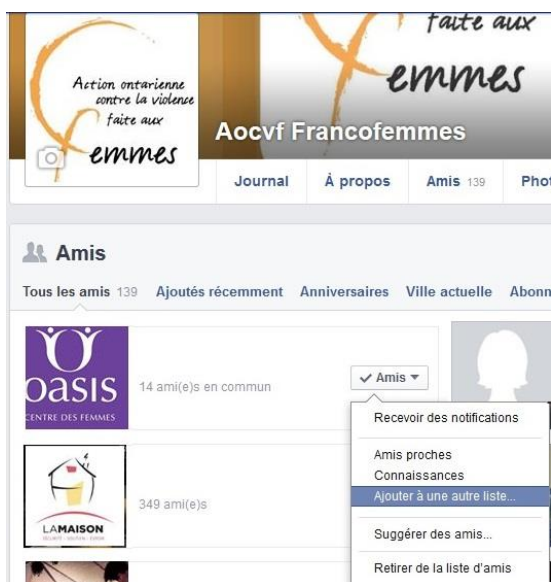 faite aux
emmes
Action ontarienne
contre la violence
faite aux
emmes
Aocvf Francofemmes
Journal À propos Amis 139 Phot
Amis
Tous les amis 139 Ajoutés récemment Anniversaires Ville actuelle Abonn
oasis
CENTRE DES FEMMES
14 ami(e)s en commun
Amis
Recevoir des notifications
Amis proches
Connaissances
Ajouter à une autre liste...
Suggérer des amis...
Retirer de la liste d'amis
LAMAISON
349 ami(e)s